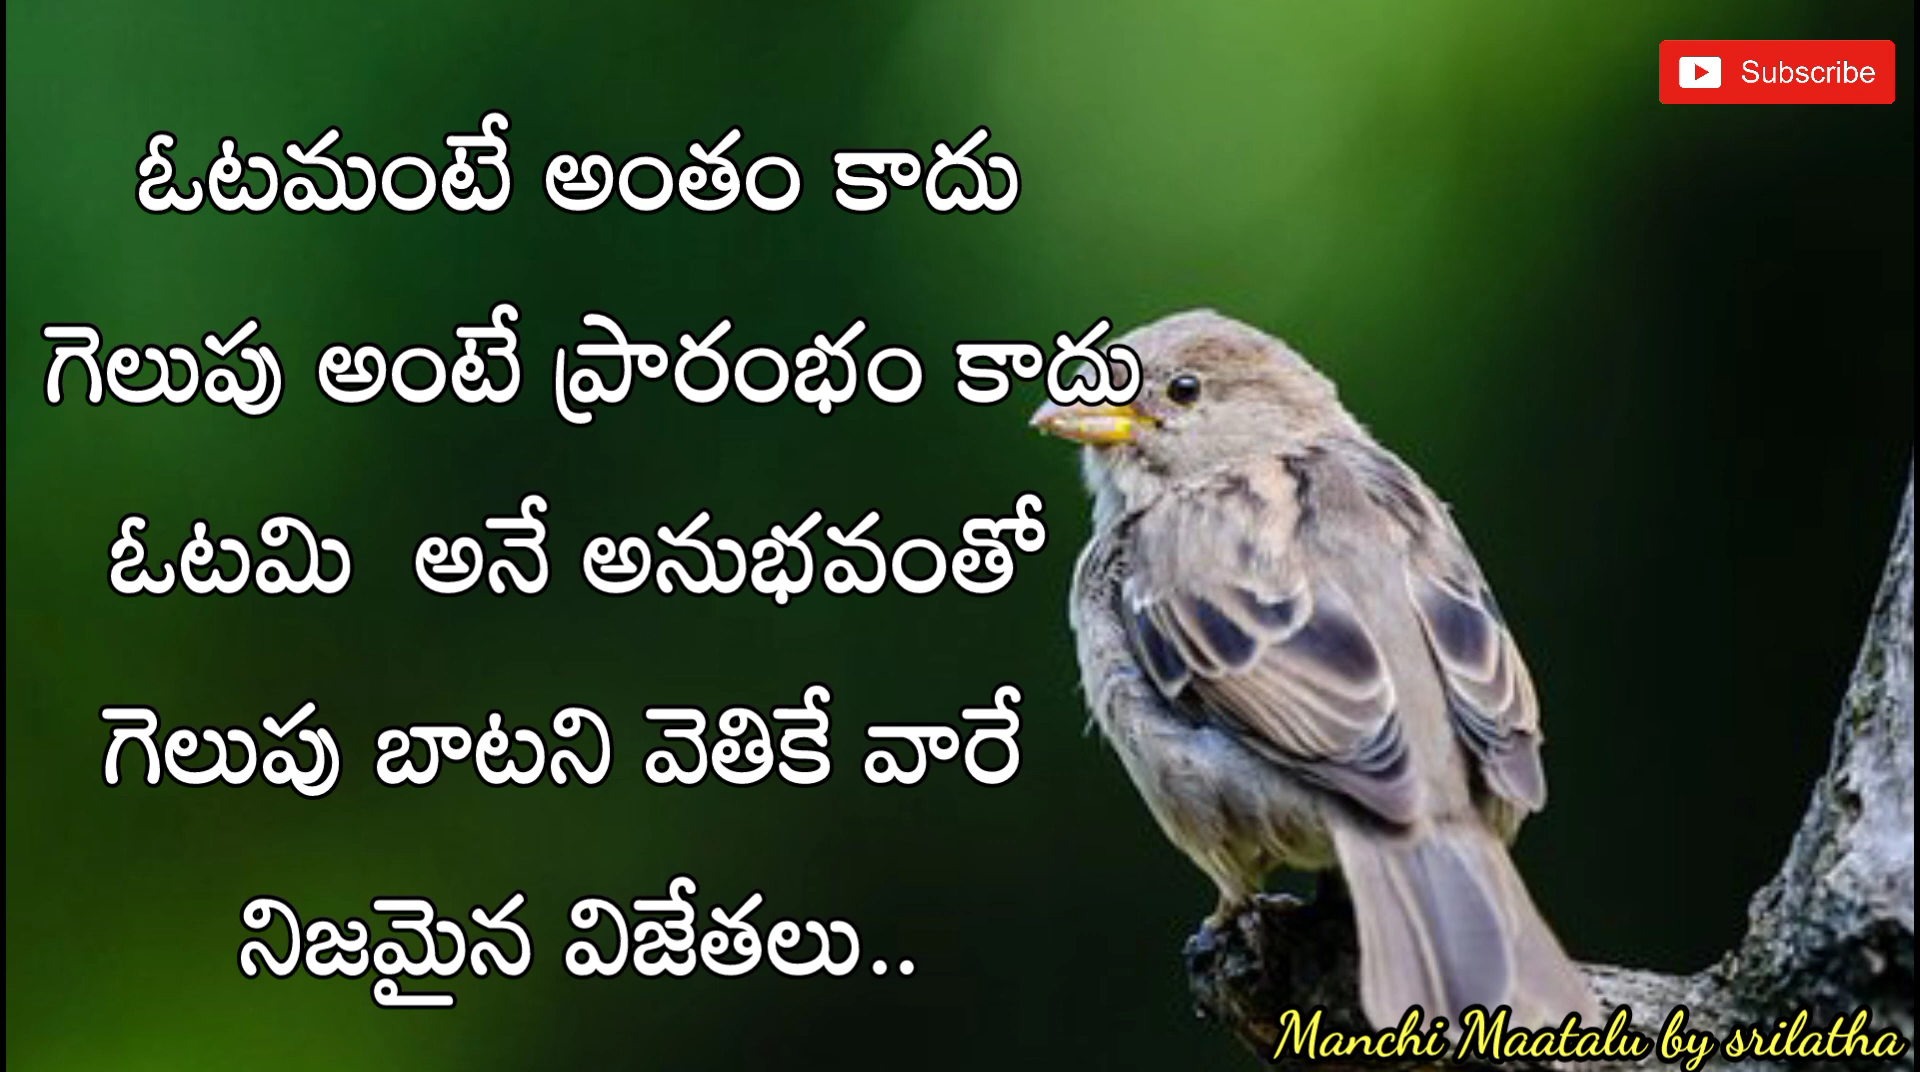 Subscribe
ఓటమంటే అంతం కాదు
గెలుపు అంటే ప్రారంభం కాదు
ఓటమి అనే అనుభవంతో
గెలుపు బాటని వెతికే వారే
నిజమైన విజేతలు..
Manchi Maatalu by srilatha